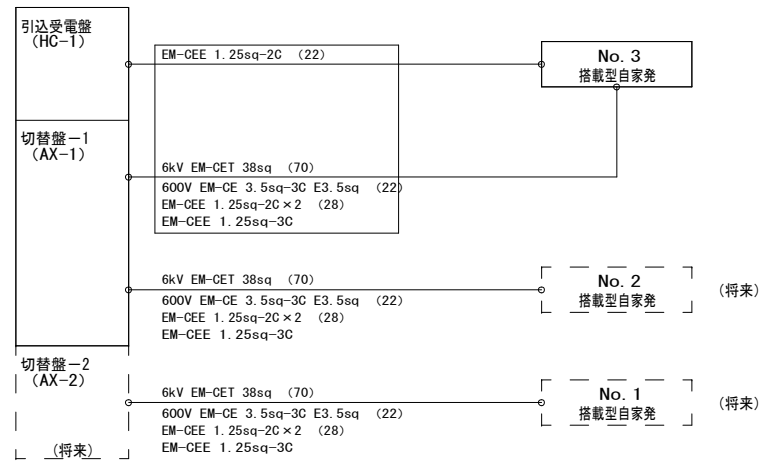 引込受電盤
(HC-1)
EM-CEE 1.25sq-2C (22)
No. 3
搭載型自家発
切替盤－1
(AX-1)
6kV EM-CET 38sq (70)
600V EM-CE 3.5sq-3C E3.5sq (22)
EM-CEE 1.25sq-2C×2 (28)
EM-CEE 1.25sq-3C
6kV EM-CET 38sq (70)
600V EM-CE 3.5sq-3C E3.5sq (22)
EM-CEE 1.25sq-2C×2 (28)
EM-CEE 1.25sq-3C
No. 2
搭載型自家発
(将来)
切替盤－2
(AX-2)
(将来)
6kV EM-CET 38sq (70)
600V EM-CE 3.5sq-3C E3.5sq (22)
EM-CEE 1.25sq-2C×2 (28)
EM-CEE 1.25sq-3C
No. 1
搭載型自家発
(将来)